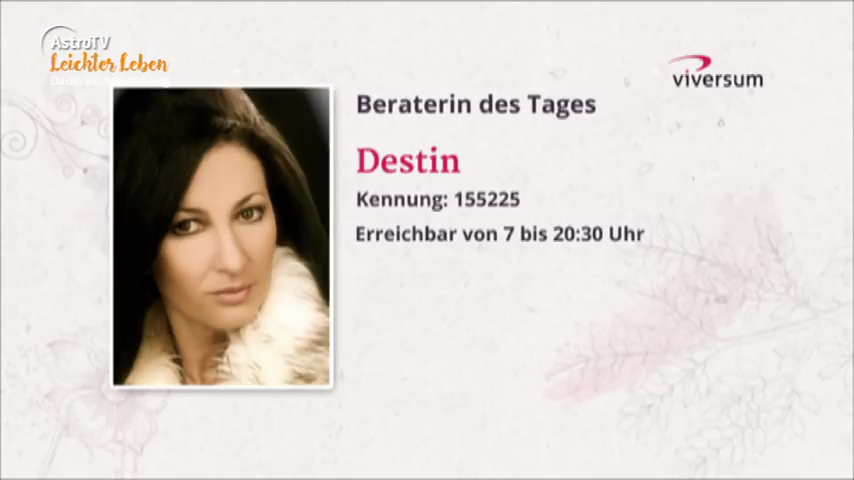 AstroTV
Leichter Leben
viversum
Beraterin des Tages
Destin
Kennung: 155225
Erreichbar von 7 bis 20:30 Uhr